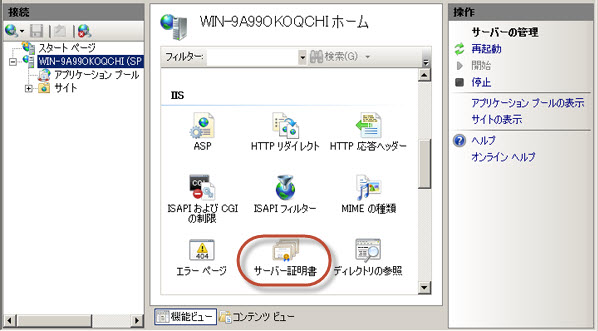 接続
スタート ページ
WIN-9A990KOQCHI (SP
アプリケーション プール
サイト
WIN-9A990KOQCHI ホーム
フィルター:
検索(G)
IIS
ASP
HTTP リダイレクト
HTTP 応答ヘッダー
ISAPI および CGI
の制限
ISAPI フィルター
MIME の種類
404
エラー ページ
サーバー証明書
ディレクトリの参照
機能ビュー
コンテンツ ビュー
操作
サーバーの管理
再起動
開始
停止
アプリケーション プールの表示
サイトの表示
ヘルプ
オンライン ヘルプ